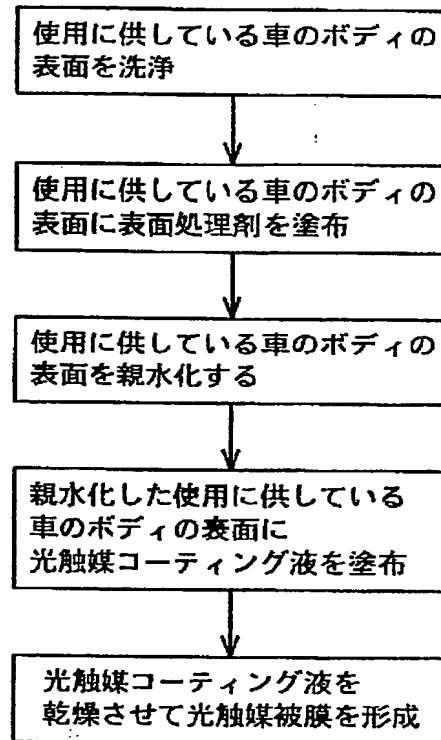 使用に供している車のボディの
表面を洗浄
使用に供している車のボディの
表面に表面処理剤を塗布
使用に供している車のボディの
表面を親水化する
親水化した使用に供している
車のボディの表面に
光触媒コーティング液を塗布
光触媒コーティング液を
乾燥させて光触媒被膜を形成